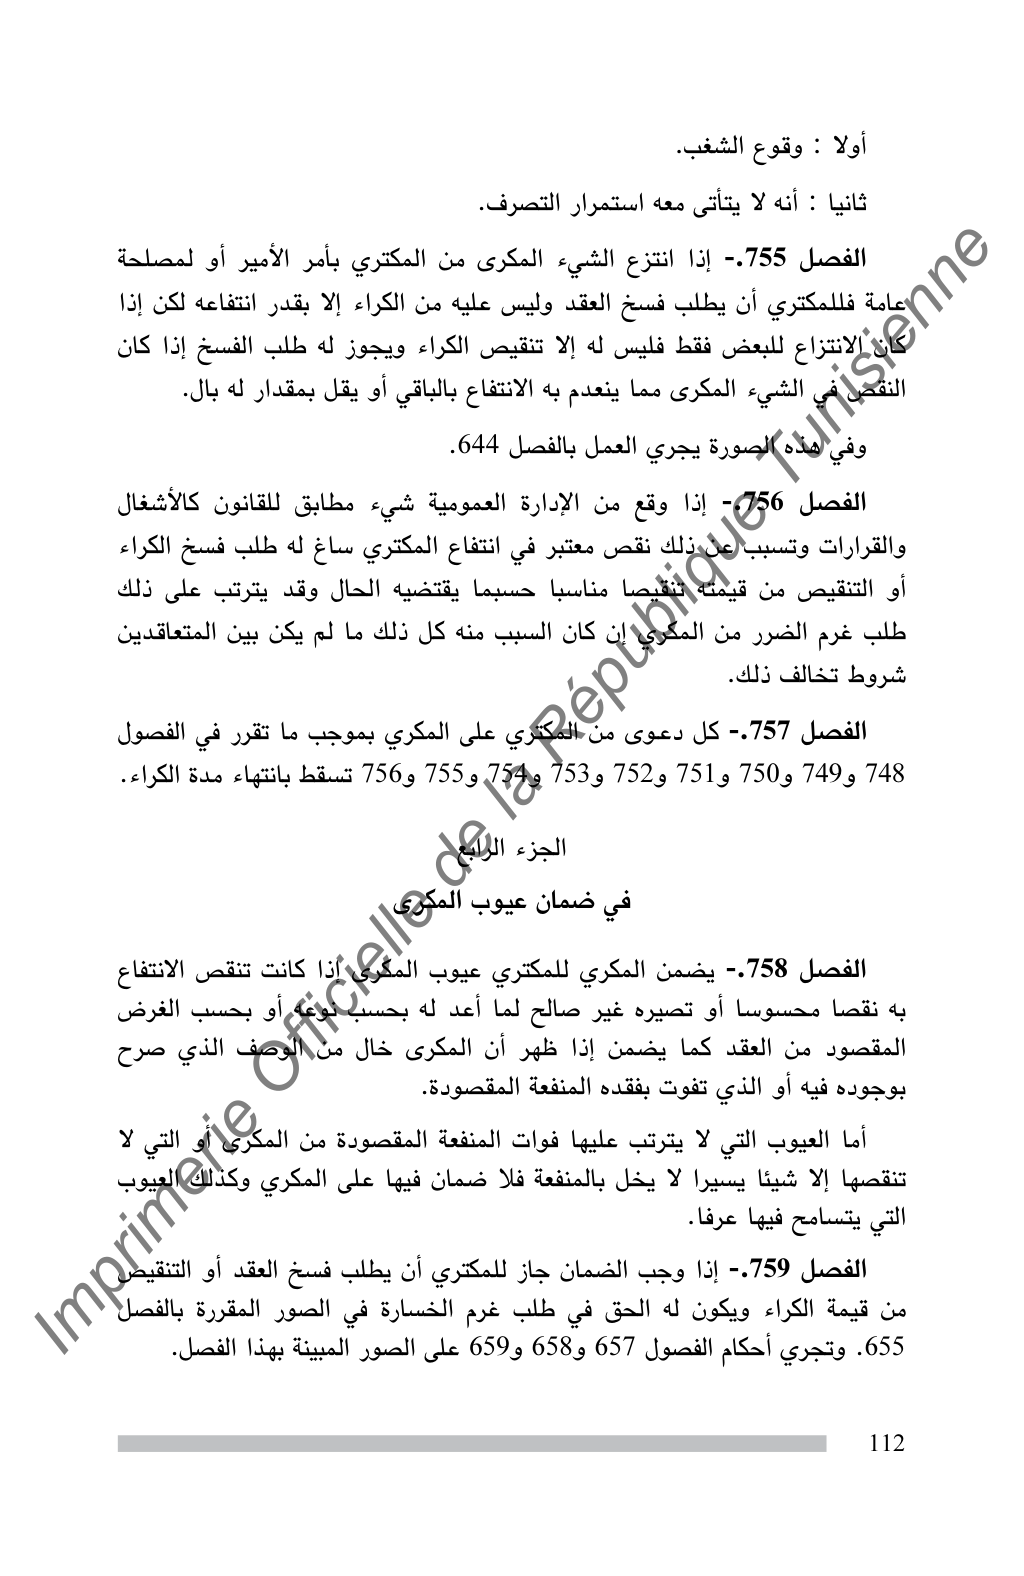 أولا : وقوع الشغب.
ثانيا : أنه لا يتأتى معه استمرار التصرف.
الفصل 755.- إذا انتزع الشيء المكرى من المكتري بأمر الأمير أو لمصلحة
عامة فللمكتري أن يطلب فسخ العقد وليس عليه من الكراء إلا بقدر انتفاعه لكن إذا
كان الانتزاع للبعض فقط فليس له إلا تنقيص الكراء ويجوز له طلب الفسخ إذا كان
النقص في الشيء المكرى مما ينعدم به الانتفاع بالباقي أو يقل بمقدار له بال.
وفي هذه الصورة يجري العمل بالفصل 644.
الفصل 756.- إذا وقع من الإدارة العمومية شيء مطابق للقانون كالأشغال
والقرارات وتسبب عن ذلك نقص معتبر في انتفاع المكتري ساغ له طلب فسخ الكراء
أو التنقيص من قيمته تنقيصا مناسبا حسبما يقتضيه الحال وقد يترتب على ذلك
طلب غرم الضرر من المكري إن كان السبب منه كل ذلك ما لم يكن بين المتعاقدين
شروط تخالف ذلك.
الفصل 757.- كل دعوى من المكتري على المكري بموجب ما تقرر في الفصول
748 و749 و750 و751 و752 و753 و754 و755 و756 تسقط بانتهاء مدة الكراء.
الجزء الرابع
في ضمان عيوب المكرى
الفصل 758.- يضمن المكري للمكتري عيوب المكرى إذا كانت تنقص الانتفاع
به نقصا محسوسا أو تصيره غير صالح لما أعد له بحسب نوعه أو بحسب الغرض
المقصود من العقد كما يضمن إذا ظهر أن المكرى خال من الوصف الذي صرح
بوجوده فيه أو الذي تفوت بفقده المنفعة المقصودة.
أما العيوب التي لا يترتب عليها فوات المنفعة المقصودة من المكرى أو التي لا
تنقصها إلا شيئا يسيرا لا يخل بالمنفعة فلا ضمان فيها على المكري وكذلك العيوب
التي يتسامح فيها عرفا.
الفصل 759.- إذا وجب الضمان جاز للمكتري أن يطلب فسخ العقد أو التنقيص
من قيمة الكراء ويكون له الحق في طلب غرم الخسارة في الصور المقررة بالفصل
655. وتجري أحكام الفصول 657 و658 و659 على الصور المبينة بهذا الفصل.
112
Imprimerie Officielle de la République Tunisienne